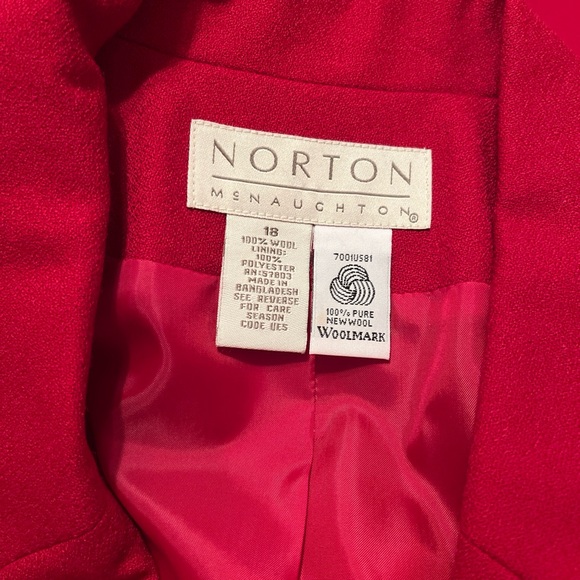 NORTON
McNAUGHTON®
18
100% WOOL
LINING:
100%
POLYESTER
RN:57803
MADE IN
BANGLADESH
SEE REVERSE
FOR CARE
SEASON
CODE UES
7001US81
100% PURE
NEW WOOL
WOOLMARK